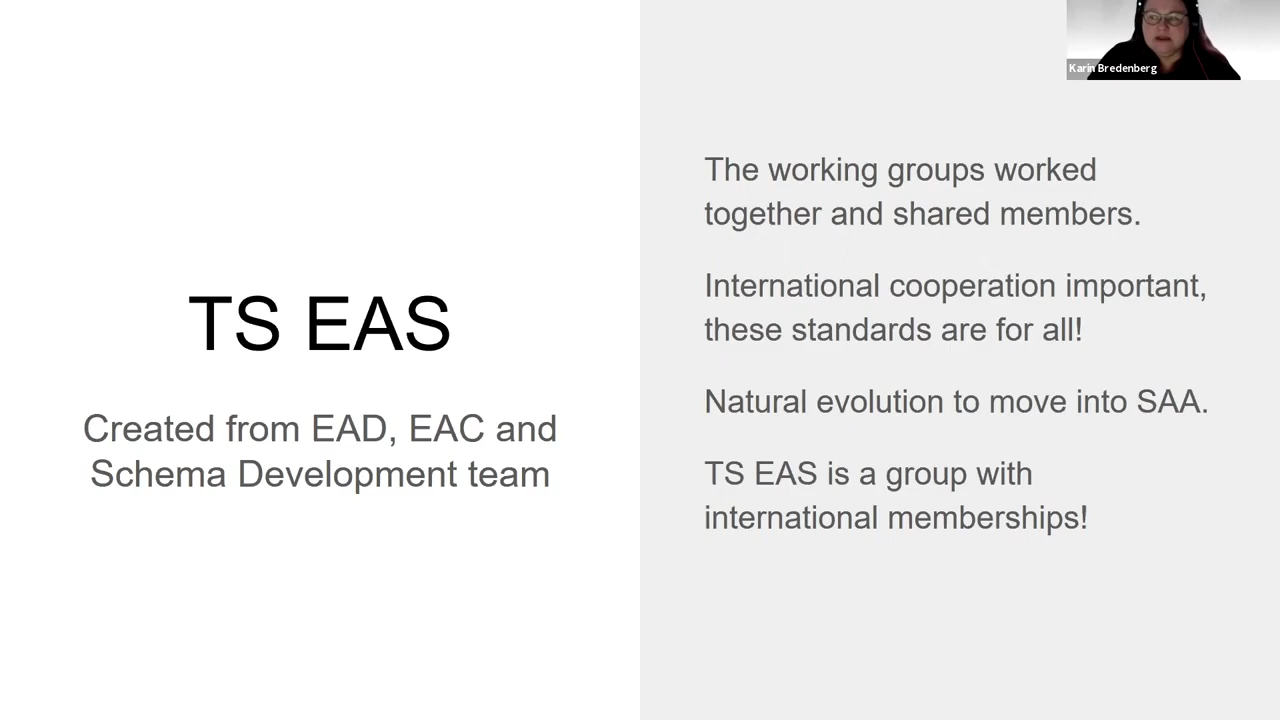 TS EAS
Created from EAD, EAC and
Schema Development team
The working groups worked
together and shared members.
International cooperation important,
these standards are for all!
Natural evolution to move into SAA.
TS EAS is a group with
international memberships!
Karin Bredenberg